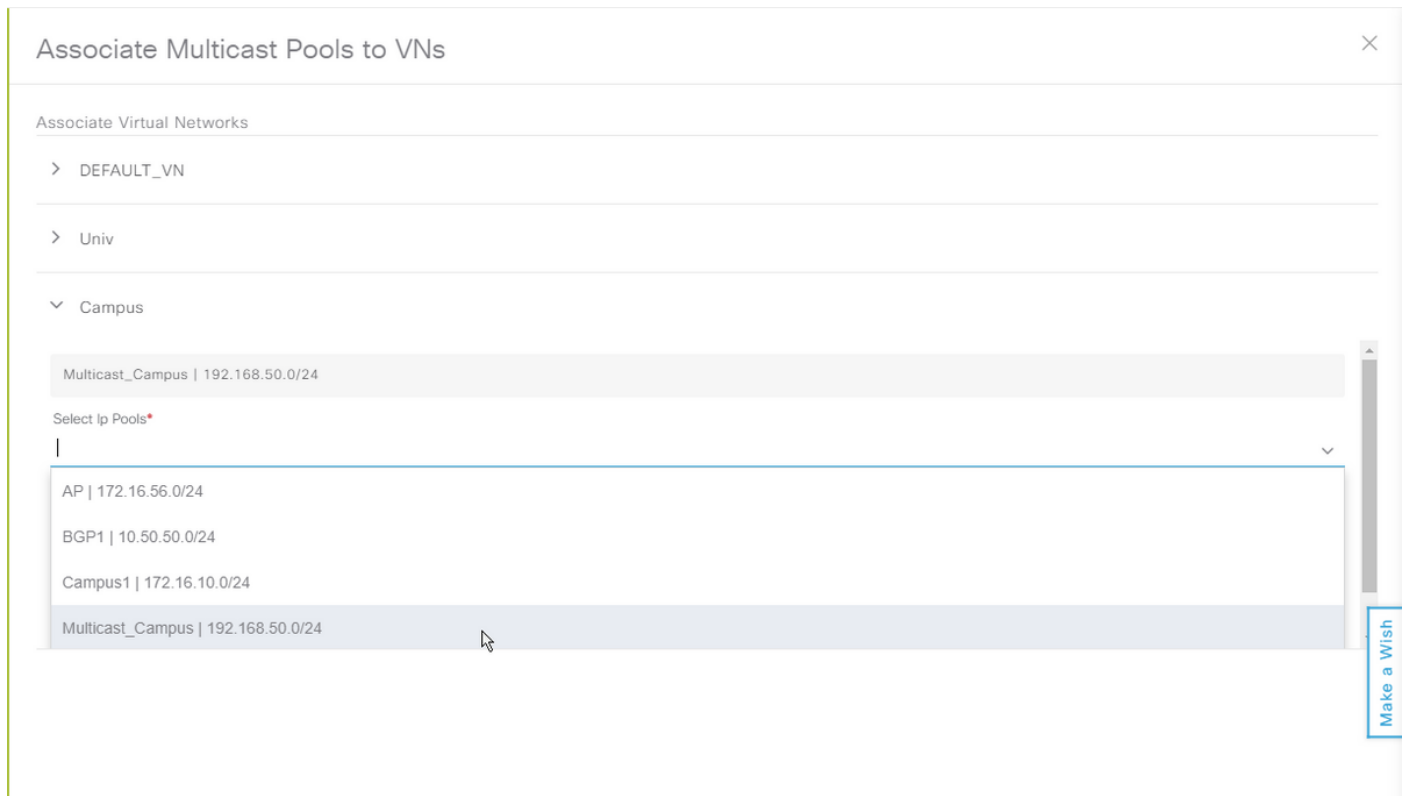 Associate Multicast Pools to VNs
Associate Virtual Networks
DEFAULT_VN
Univ
Campus
Multicast_Campus | 192.168.50.0/24
Select Ip Pools*
AP | 172.16.56.0/24
BGP1 | 10.50.50.0/24
Campus1 | 172.16.10.0/24
Multicast_Campus | 192.168.50.0/24
Make a Wish